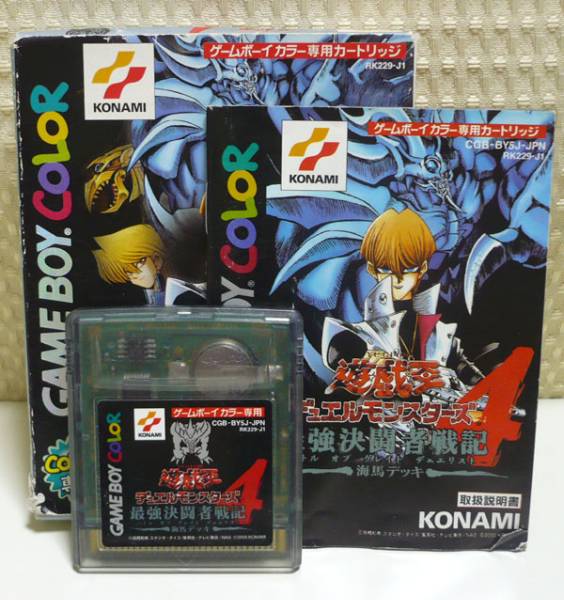 GAME BOY COLOR
KONAMI
ゲームボーイカラー専用カートリッジ
RK229-J1
GAME BOY COLOR
KONAMI
ゲームボーイカラー専用カートリッジ
CGB-BY5J-JPN
RK229-J1
遊戯王
デュエルモンスターズ4
最強決闘者戦記
海馬デッキ
取扱説明書
KONAMI
GAME BOY COLOR
KONAMI
ゲームボーイカラー専用
CGB-BY5J-JPN
RK229-J1
遊戯王
デュエルモンスターズ4
最強決闘者戦記
海馬デッキ